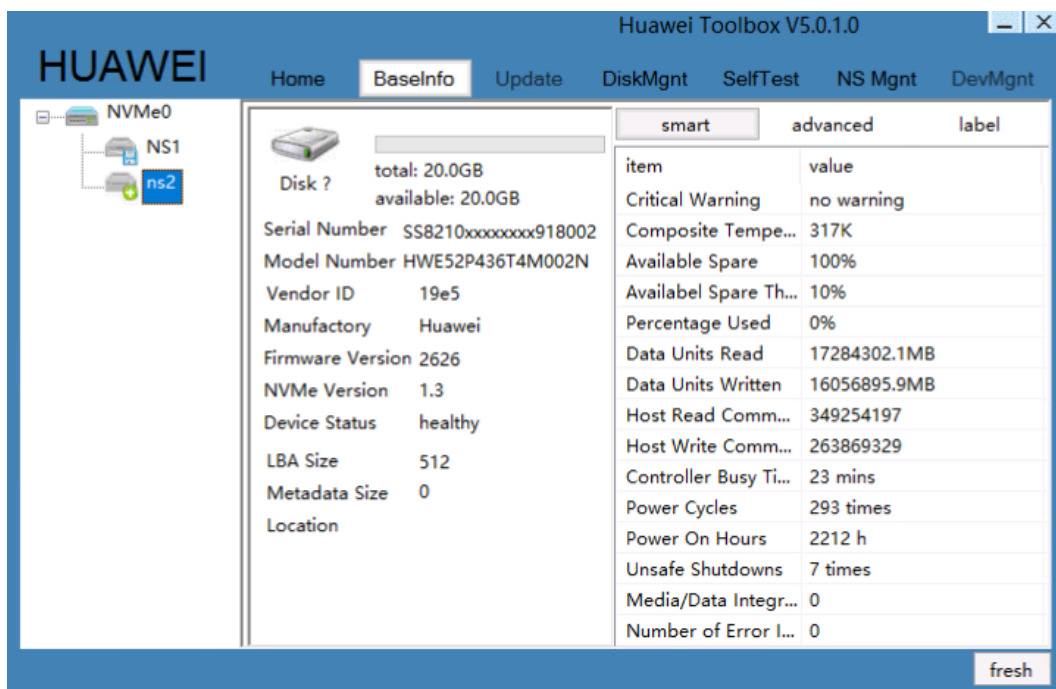 Huawei Toolbox V5.0.1.0
HUAWEI
Home BaseInfo Update DiskMgnt SelfTest NS Mgnt DevMgnt
NVMe0
NS1
ns2
Disk ?
total: 20.0GB
available: 20.0GB
Serial Number SS8210xxxxxxxx918002
Model Number HWE52P436T4M002N
Vendor ID 19e5
Manufactory Huawei
Firmware Version 2626
NVMe Version 1.3
Device Status healthy
LBA Size 512
Metadata Size 0
Location
smart advanced label
item value
Critical Warning no warning
Composite Tempe... 317K
Available Spare 100%
Availabel Spare Th... 10%
Percentage Used 0%
Data Units Read 17284302.1MB
Data Units Written 16056895.9MB
Host Read Comm... 349254197
Host Write Comm... 263869329
Controller Busy Ti... 23 mins
Power Cycles 293 times
Power On Hours 2212 h
Unsafe Shutdowns 7 times
Media/Data Integr... 0
Number of Error I... 0
fresh